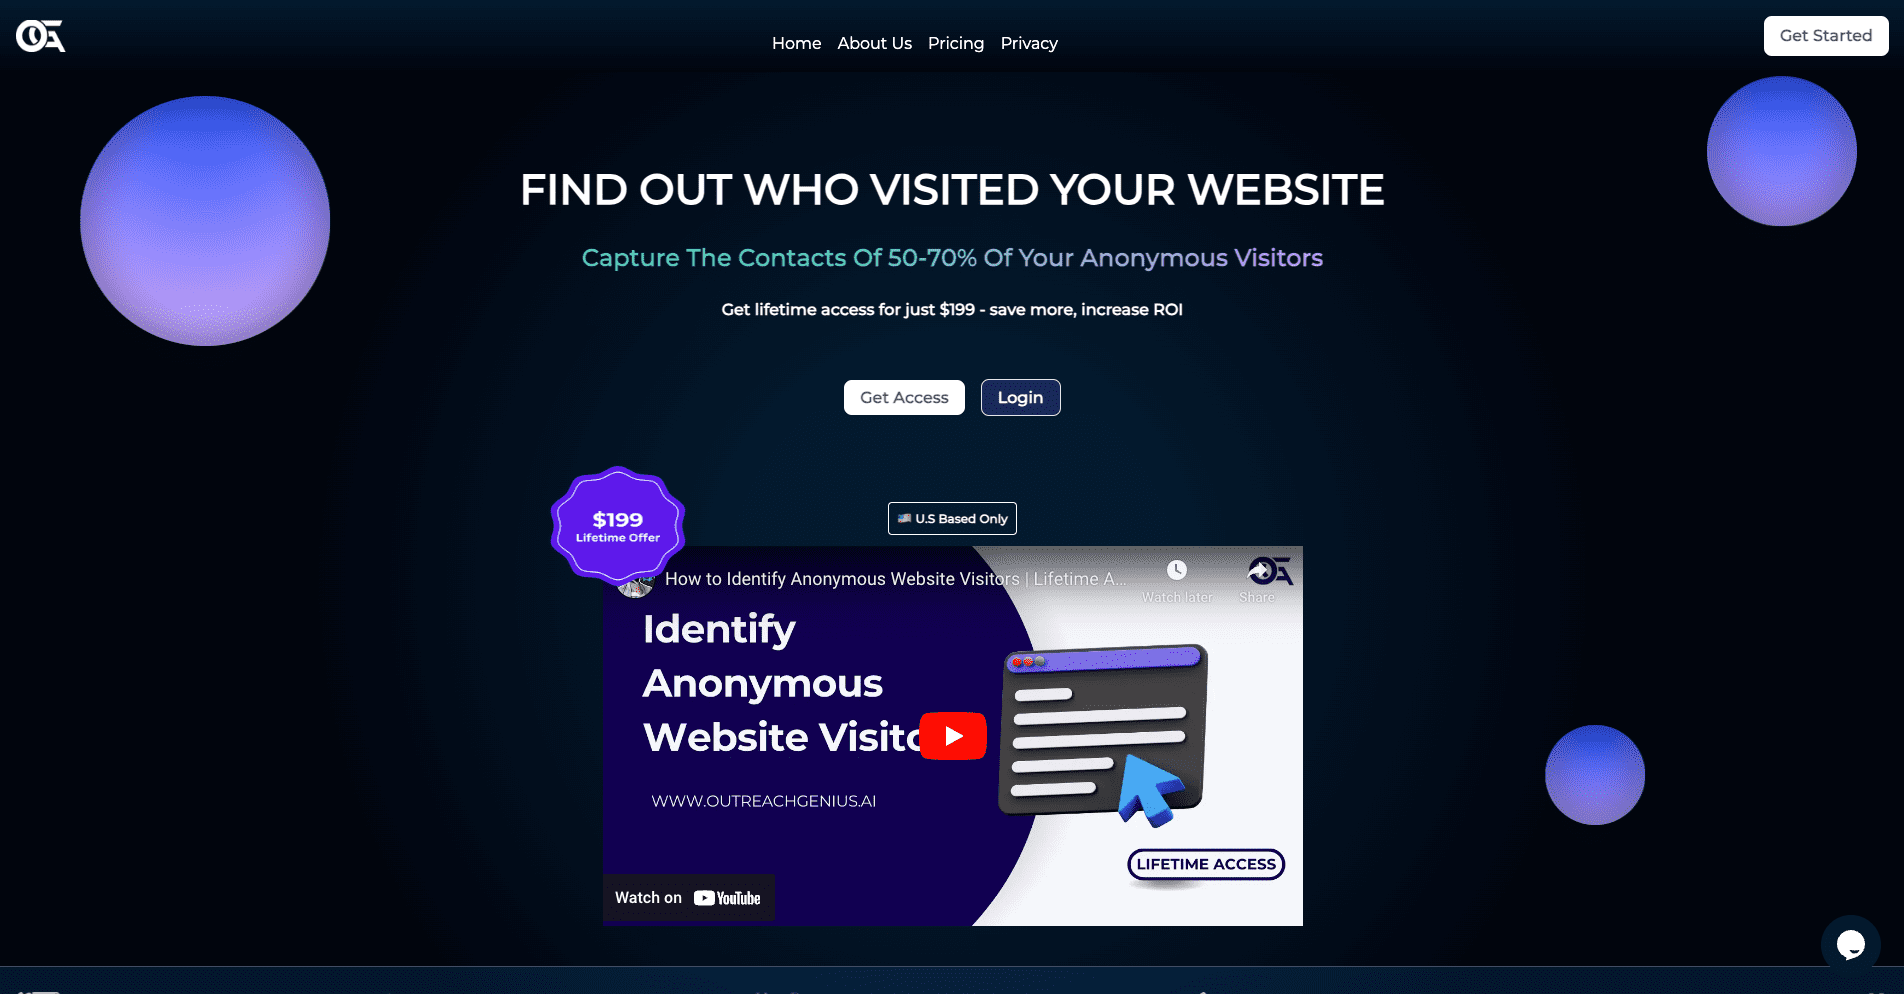 Home About Us Pricing Privacy
Get Started
FIND OUT WHO VISITED YOUR WEBSITE
Capture The Contacts Of 50-70% Of Your Anonymous Visitors
Get lifetime access for just $199 - save more, increase ROI
Get Access
Login
$199
Lifetime Offer
U.S Based Only
How to Identify Anonymous Website Visitors | Lifetime A...
Watch later
Share
Identify
Anonymous
Website Visito
WWW.OUTREACHGENIUS.AI
LIFETIME ACCESS
Watch on YouTube